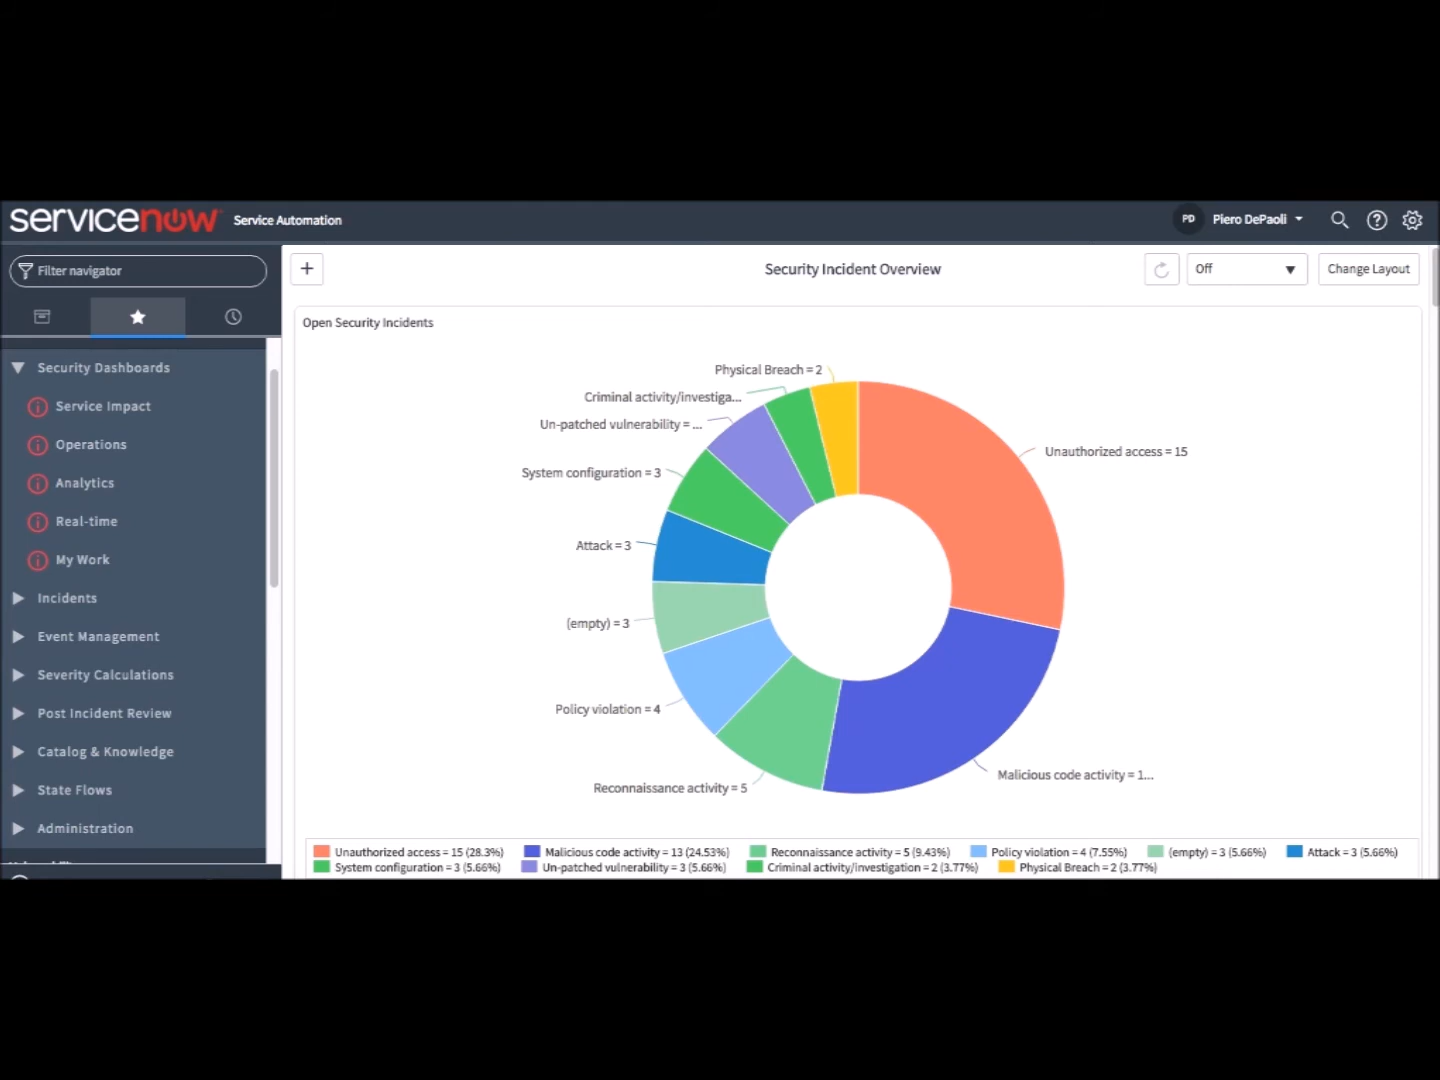 servicenow Service Automation
PD Piero DePaoli
Filter navigator
Security Incident Overview
Off
Change Layout
Open Security Incidents
Security Dashboards
Service Impact
Operations
Analytics
Real-time
My Work
Incidents
Event Management
Severity Calculations
Post Incident Review
Catalog & Knowledge
State Flows
Administration
Physical Breach = 2
Criminal activity/investiga...
Un-patched vulnerability = ...
System configuration = 3
Attack = 3
(empty) = 3
Policy violation = 4
Reconnaissance activity = 5
Unauthorized access = 15
Malicious code activity = 1...
Unauthorized access = 15 (28.3%) Malicious code activity = 13 (24.53%) Reconnaissance activity = 5 (9.43%) Policy violation = 4 (7.55%) (empty) = 3 (5.66%) Attack = 3 (5.66%)
System configuration = 3 (5.66%) Un-patched vulnerability = 3 (5.66%) Criminal activity/investigation = 2 (3.77%) Physical Breach = 2 (3.77%)